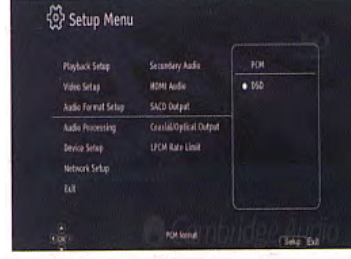 Setup Menu
Playback Setup
Video Setup
Audio Format Setup
Audio Processing
Device Setup
Network Setup
Exit
Secondary Audio
HDMI Audio
SACD Output
Coaxial/Optical Output
LPCM Rate Limit
PCM
DSD
Cambridge Audio
OK
PCM format
Setup Exit